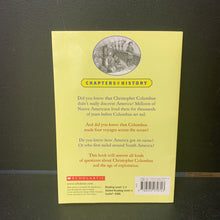 CHAPTERS OF HISTORY
Did you know that Christopher Columbus
didn't really discover America? Millions of
Native Americans lived there for thousands
of years before Columbus set sail.
And did you know that Columbus
made four voyages across the ocean?
Do you know how America got its name?
Or who first sailed around South America?
This book will answer all kinds
of questions about Christopher Columbus
and the age of exploration.
SCHOLASTIC